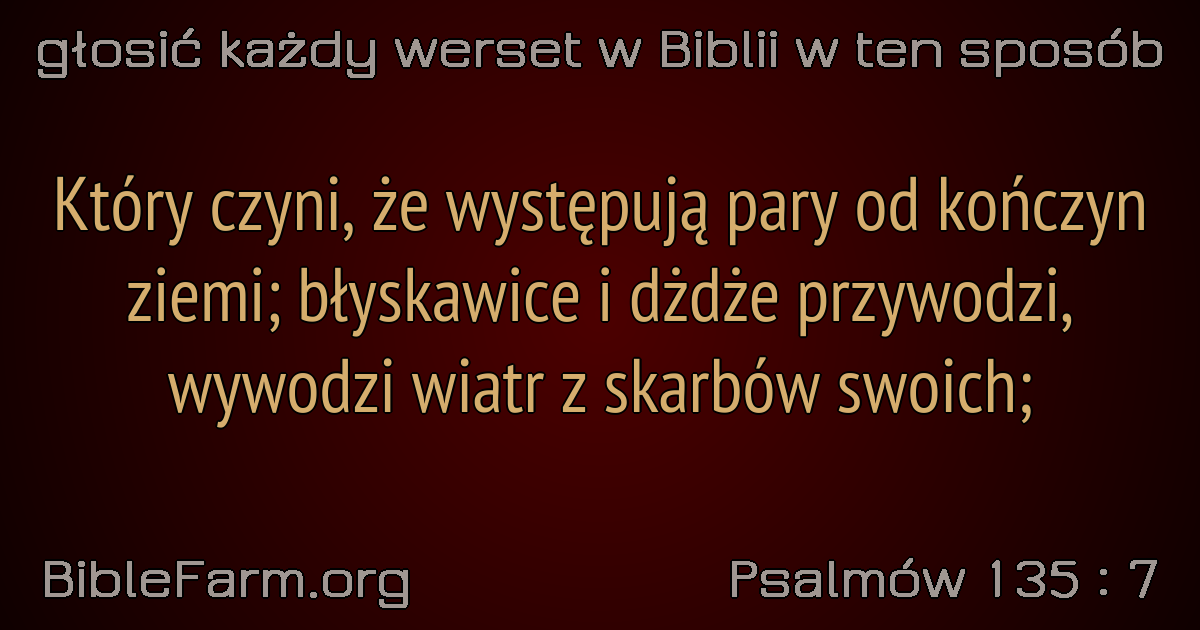 głosić każdy werset w Biblii w ten sposób
Który czyni, że występują pary od kończyn
ziemi; błyskawice i dżdże przywodzi,
wywodzi wiatr z skarbów swoich;
BibleFarm.org
Psalmów 135 : 7